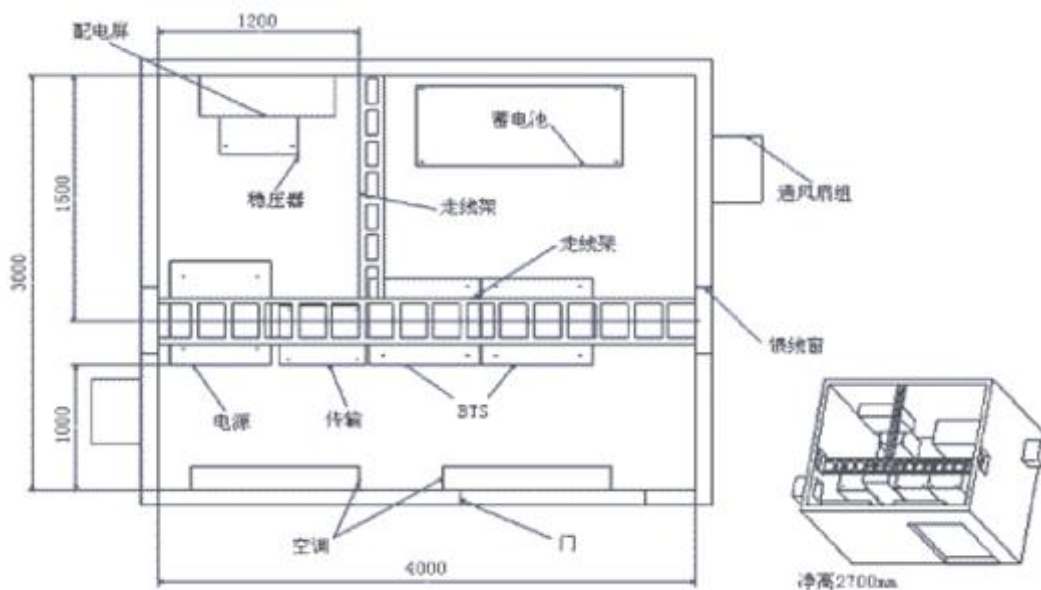 1200
配电屏
蓄电池
通风扇组
稳压器
走线架
1500
3000
走线架
馈线窗
1000
电源
传输
BTS
空调
门
4000
净高2700mm